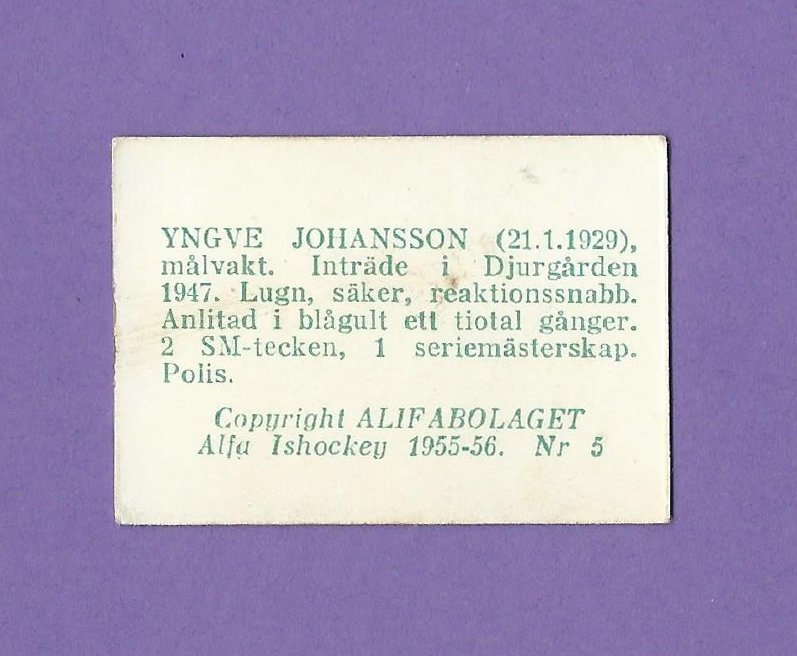 YNGVE JOHANSSON (21.1.1929),
målvakt. Inträde i Djurgården
1947. Lugn, säker, reaktionssnabb.
Anlitad i blågult ett tiotal gånger.
2 SM-tecken, 1 seriemästerskap.
Polis.
Copyright ALIFABOLAGET
Alfa Ishockey 1955-56. Nr 5